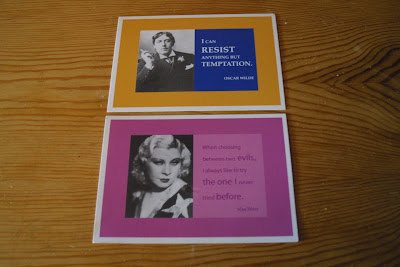 I CAN
RESIST
ANYTHING BUT
TEMPTATION.
OSCAR WILDE
When choosing
between two evils,
I always like to try
the one I never
tried before.
Mae West